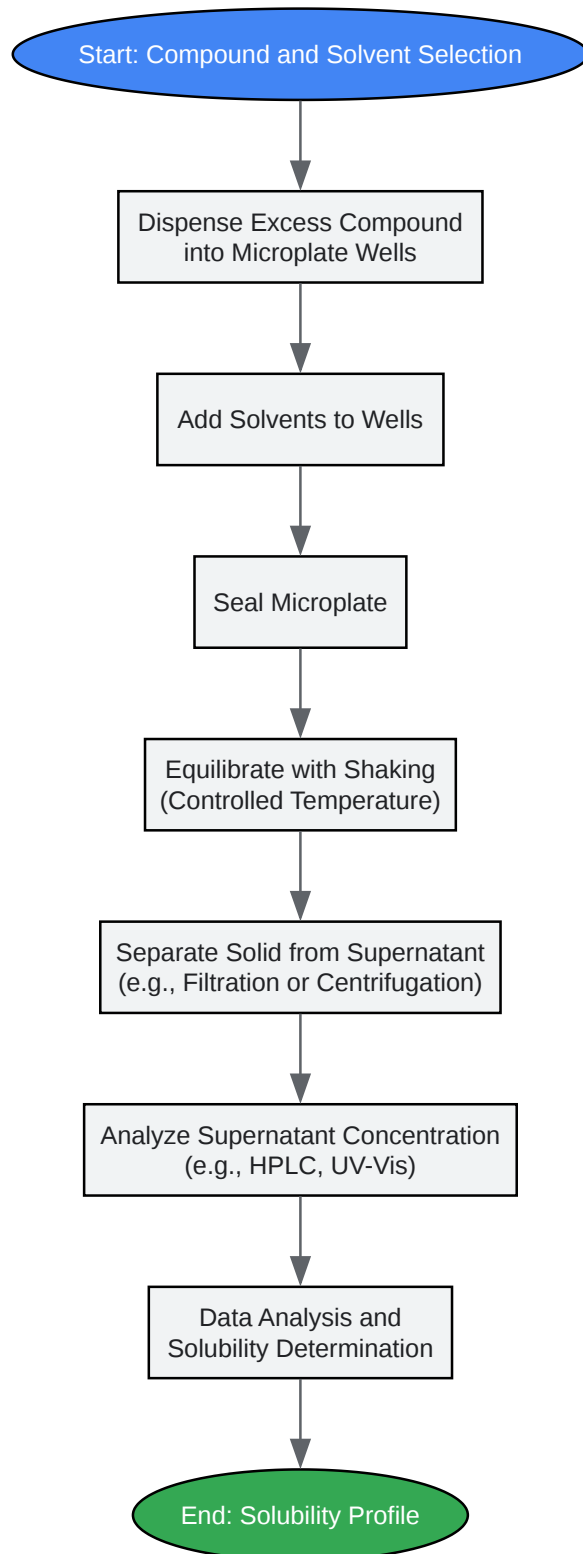 Start: Compound and Solvent Selection
Dispense Excess Compound
into Microplate Wells
Add Solvents to Wells
Seal Microplate
Equilibrate with Shaking
(Controlled Temperature)
Separate Solid from Supernatant
(e.g., Filtration or Centrifugation)
Analyze Supernatant Concentration
(e.g., HPLC, UV-Vis)
Data Analysis and
Solubility Determination
End: Solubility Profile